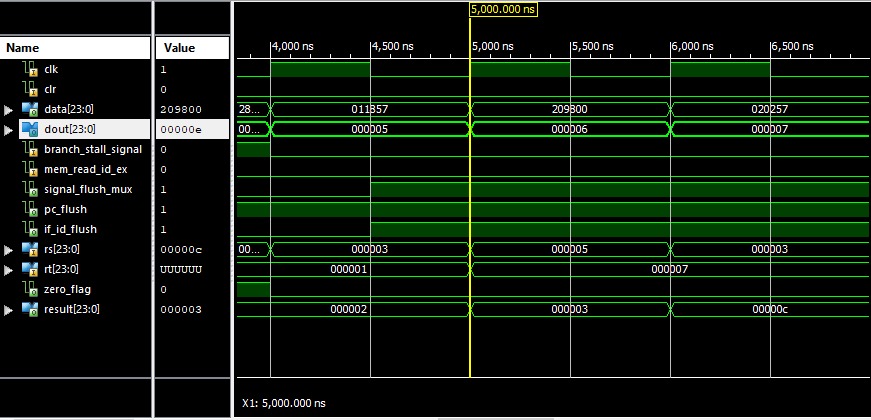 5,000.000 ns
Name Value
4,000 ns 4,500 ns 5,000 ns 5,500 ns 6,000 ns 6,500 ns
clk 1
clr 0
data[23:0] 209800 28... 011857 209800 020257
dout[23:0] 00000e 00... 000005 000006 000007
branch_stall_signal 0
mem_read_id_ex 0
signal_flush_mux 1
pc_flush 1
if_id_flush 1
rs[23:0] 00000c 00... 000003 000005 000003
rt[23:0] UUUUUU 000001 000007
zero_flag 0
result[23:0] 000003 000002 000003 00000c
X1: 5,000.000 ns